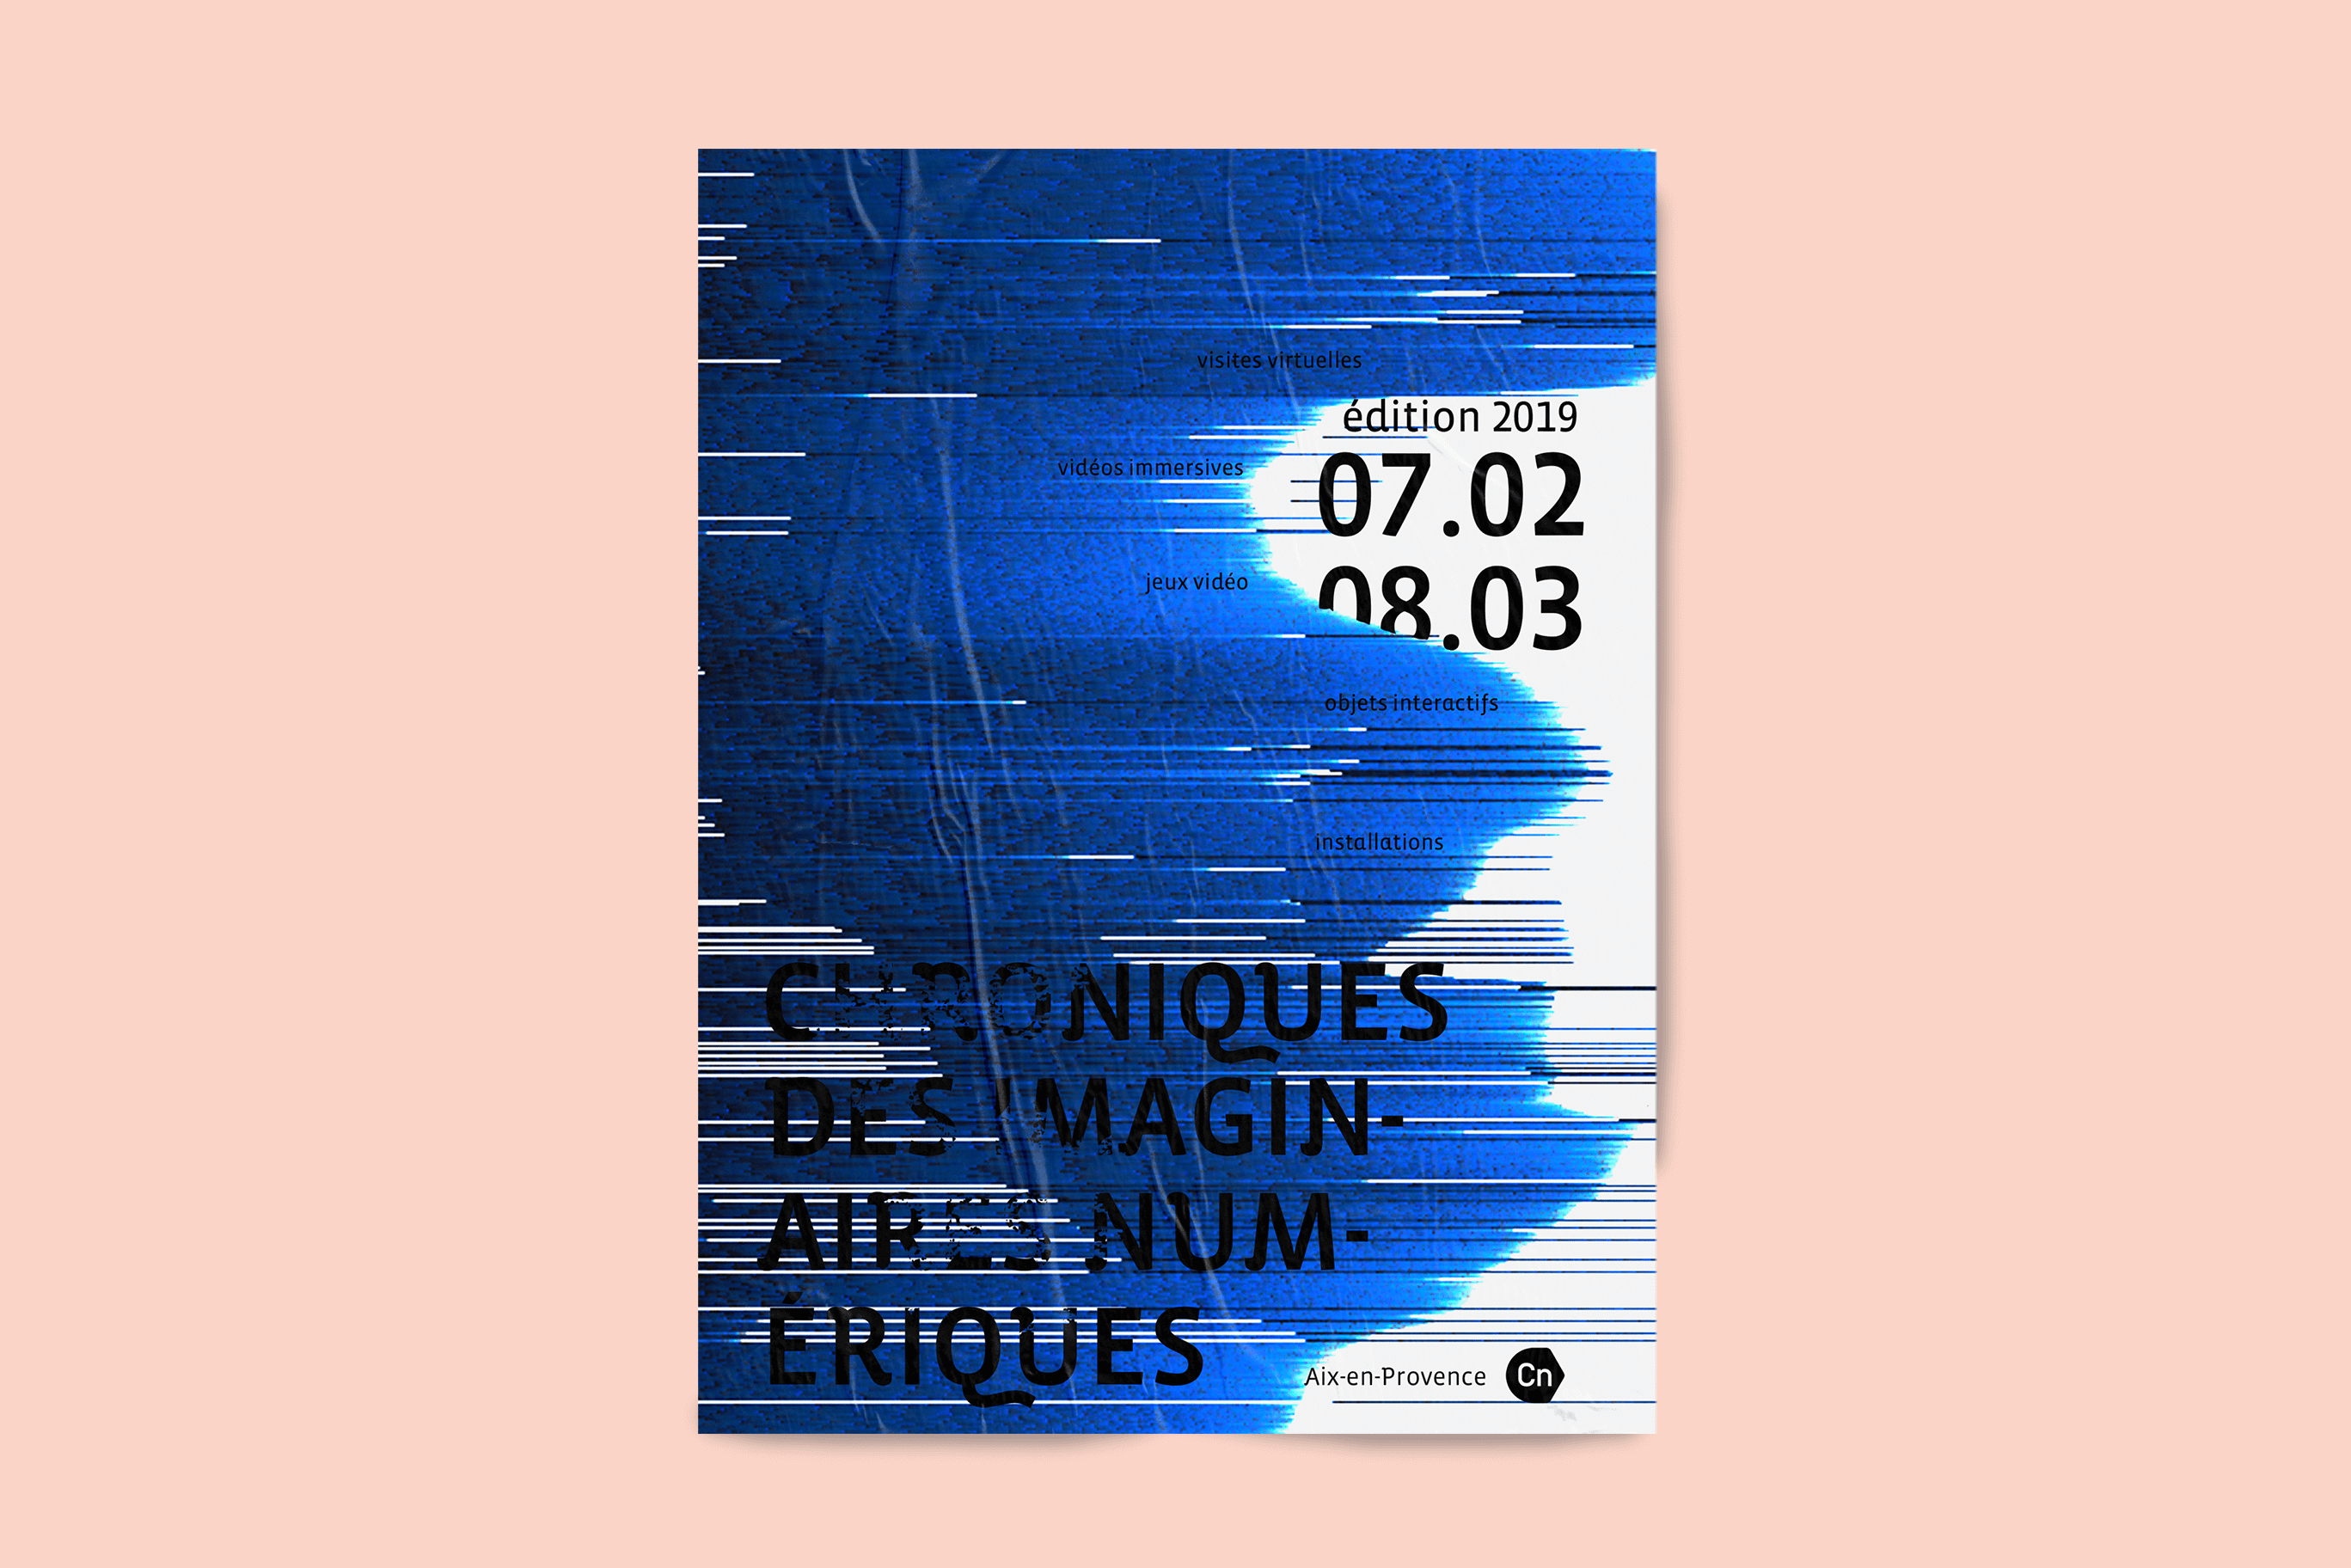 visites virtuelles
édition 2019
vidéos immersives
07.02
jeux vidéo
08.03
objets interactifs
installations
CHRONIQUES
DES IMAGIN-
AIRES NUM-
ÉRIQUES
Aix-en-Provence
Cn